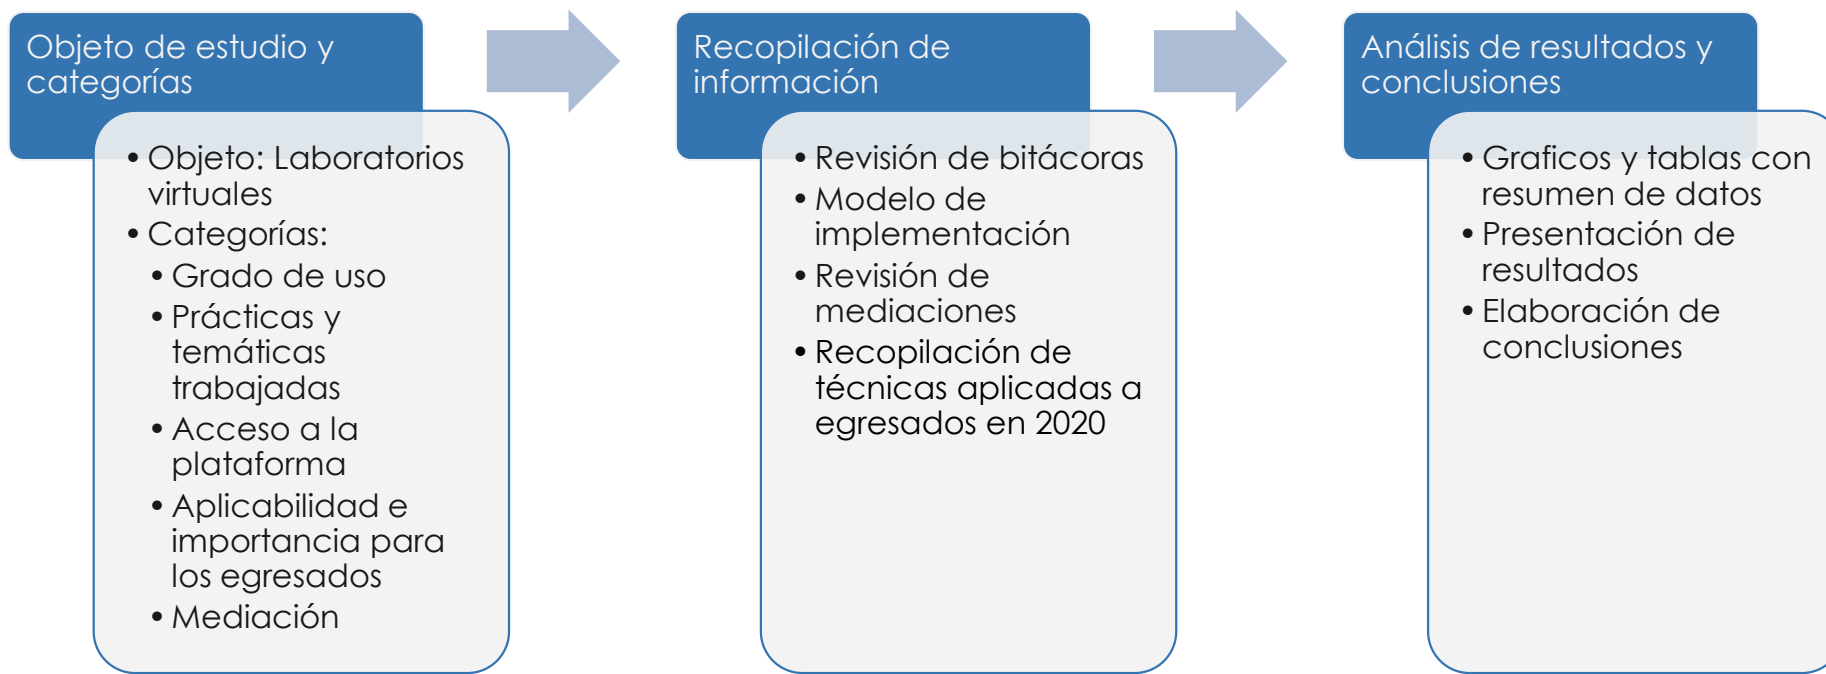 Objeto de estudio y
categorías
• Objeto: Laboratorios
virtuales
• Categorías:
• Grado de uso
• Prácticas y
temáticas
trabajadas
• Acceso a la
plataforma
• Aplicabilidad e
importancia para
los egresados
• Mediación
Recopilación de
información
• Revisión de bitácoras
• Modelo de
implementación
• Revisión de
mediaciones
• Recopilación de
técnicas aplicadas a
egresados en 2020
Análisis de resultados y
conclusiones
• Graficos y tablas con
resumen de datos
• Presentación de
resultados
• Elaboración de
conclusiones